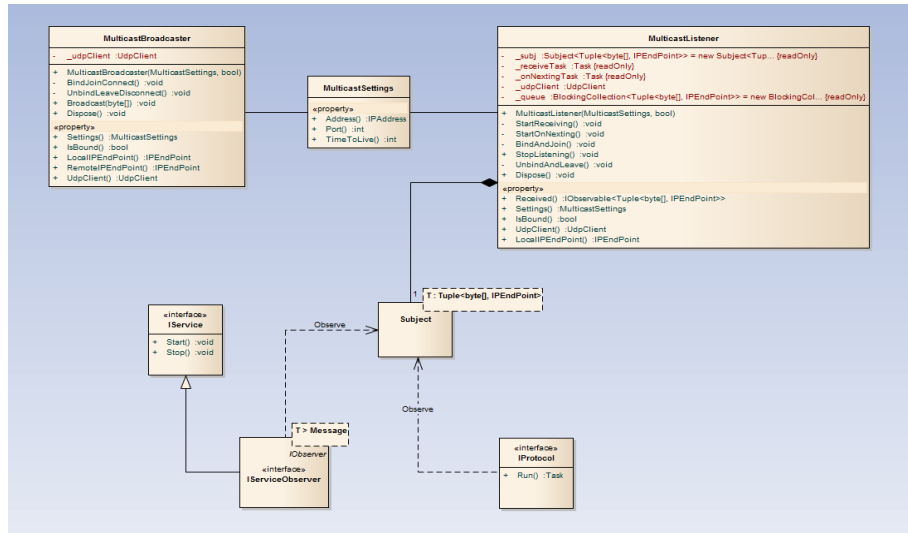 MulticastBroadcaster
- _udpClient :UdpClient
+ MulticastBroadcaster(MulticastSettings, bool)
- BindJoinConnect() :void
- UnbindLeaveDisconnect() :void
+ Broadcast(byte[]) :void
+ Dispose() :void
«property»
+ Settings() :MulticastSettings
+ IsBound() :bool
+ LocalIPEndPoint() :IPEndPoint
+ RemoteIPEndPoint() :IPEndPoint
+ UdpClient() :UdpClient
MulticastSettings
«property»
+ Address() :IPAddress
+ Port() :int
+ TimeToLive() :int
MulticastListener
- _subj :Subject<Tuple<byte[], IPEndPoint>> = new Subject<Tup... {readOnly}
- _receiveTask :Task {readOnly}
- _onNextingTask :Task {readOnly}
- _udpClient :UdpClient
- _queue :BlockingCollection<Tuple<byte[], IPEndPoint>> = new BlockingCol... {readOnly}
+ MulticastListener(MulticastSettings, bool)
- StartReceiving() :void
- StartOnNexting() :void
- BindAndJoin() :void
+ StopListening() :void
- UnbindAndLeave() :void
+ Dispose() :void
«property»
+ Received() :IObservable<Tuple<byte[], IPEndPoint>>
+ Settings() :MulticastSettings
+ IsBound() :bool
+ UdpClient() :UdpClient
+ LocalIPEndPoint() :IPEndPoint
1
T : Tuple<byte[], IPEndPoint>
Subject
«interface»
IService
+ Start() :void
+ Stop() :void
Observe
Observe
T > Message
IObserver
«interface»
IServiceObserver
«interface»
IProtocol
+ Run() :Task